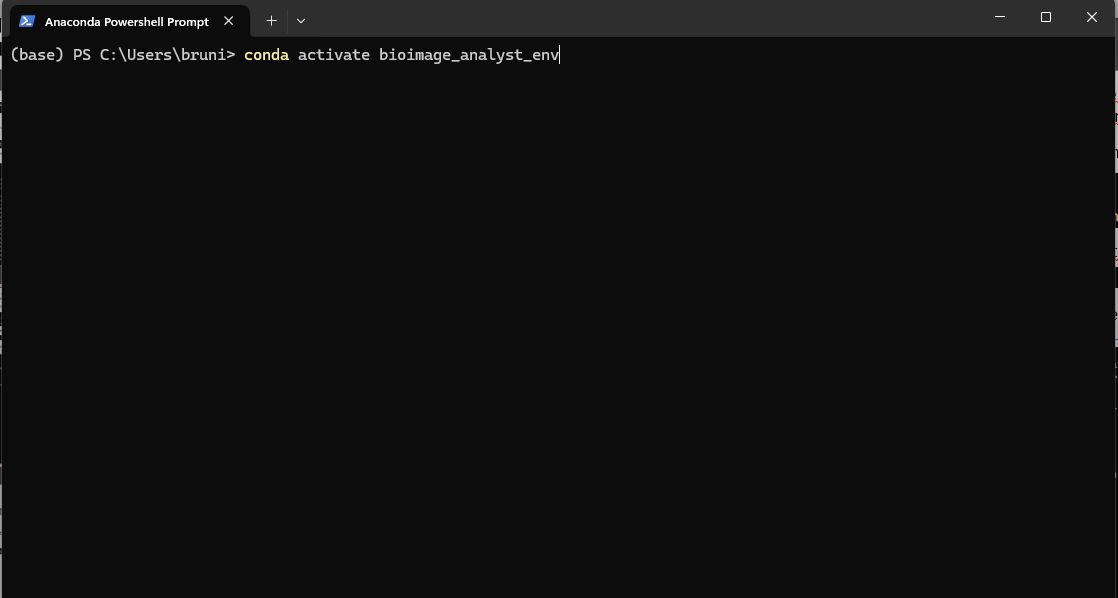 Anaconda Powershell Prompt
(base) PS C:\Users\bruni> conda activate bioimage_analyst_env